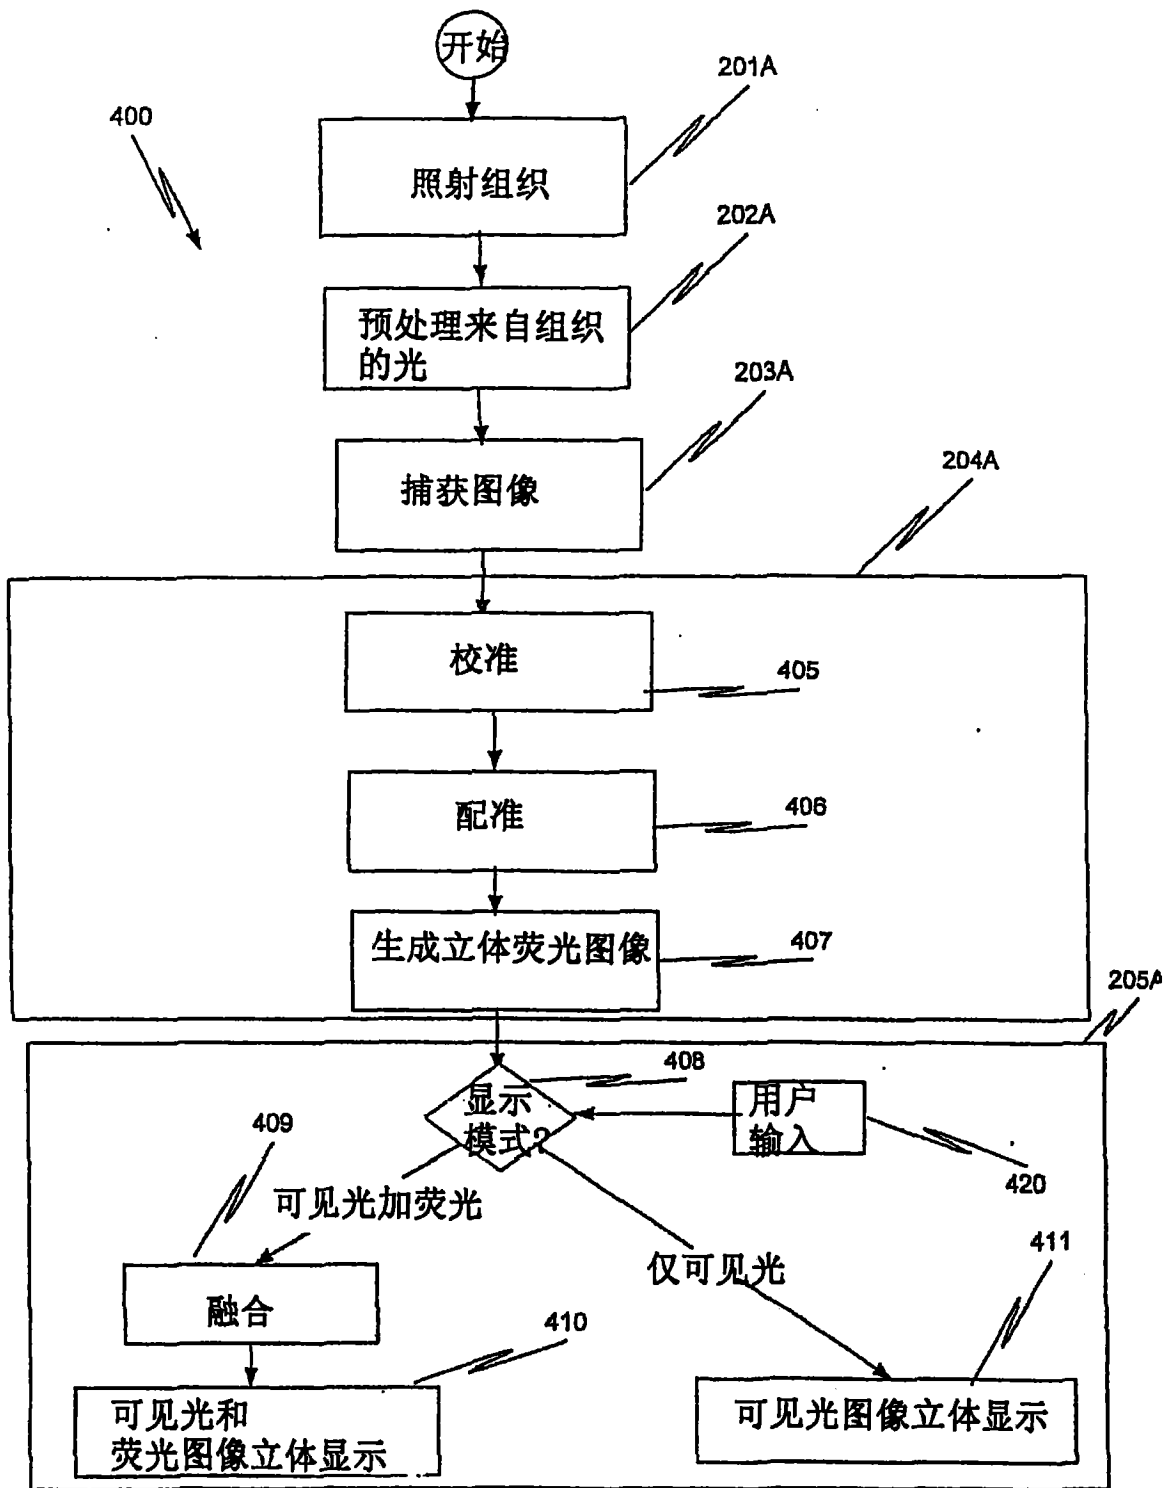 开始
201A
400
照射组织
202A
预处理来自组织
的光
203A
捕获图像
204A
校准
405
配准
406
生成立体荧光图像
407
205A
408
显示
模式?
用户
输入
409
420
可见光加荧光
仅可见光
411
融合
410
可见光和
荧光图像立体显示
可见光图像立体显示